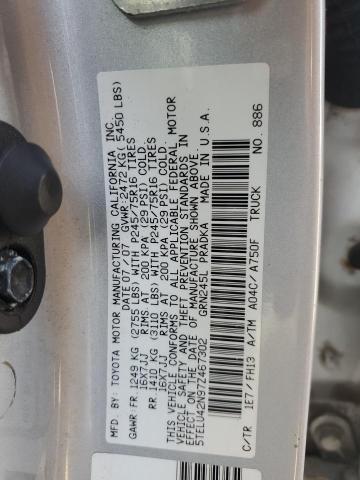 MFD BY: TOYOTA MOTOR MANUFACTURING CALIFORNIA, INC.
DATE 07 / 07 GVWR: 2472 KG ( 5450 LBS)
GAWR: FR. 1249 KG (2755 LBS) WITH P245/75R16 TIRES
16X7JJ RIMS AT 200 KPA (29 PSI) COLD.
RR. 1410 KG (3110 LBS) WITH P245/75R16 TIRES
16X7JJ RIMS AT 200 KPA (29 PSI) COLD.
THIS VEHICLE CONFORMS TO ALL APPLICABLE FEDERAL MOTOR
VEHICLE SAFETY AND THEFT PREVENTION STANDARDS IN
EFFECT ON THE DATE OF MANUFACTURE SHOWN ABOVE.
5TELU42N97Z467302 GRN245L PRADKA MADE IN U.S.A.
C/TR 1E7 / FH13 A/TM A04C/ A750F TRUCK NO. 886